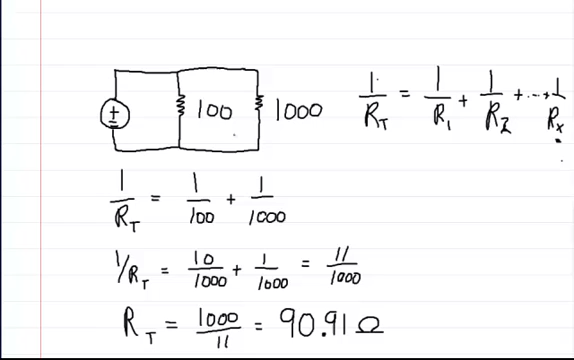 ± 100 1000 1/R_T = 1/R_1 + 1/R_2 + ... + 1/R_x
1/R_T = 1/100 + 1/1000
1/R_T = 10/1000 + 1/1000 = 11/1000
R_T = 1000/11 = 90.91 Ω